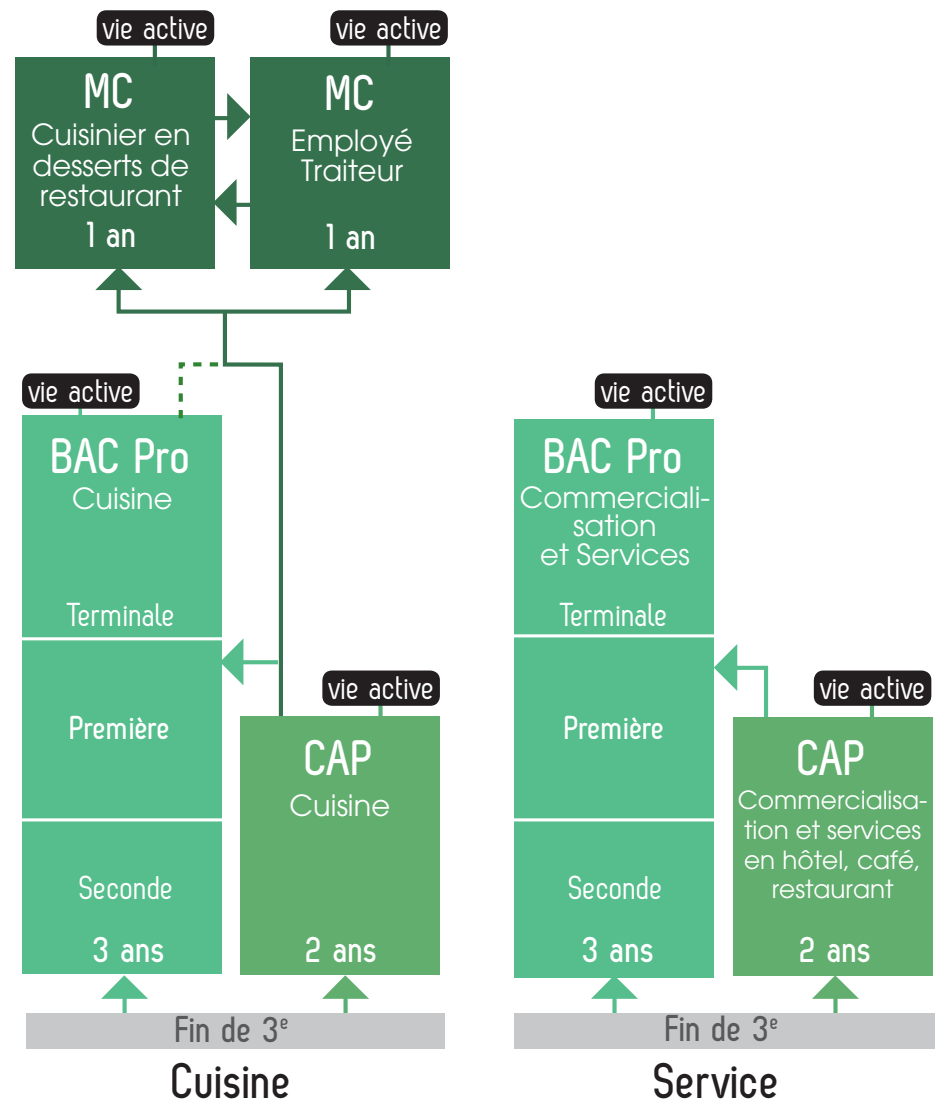 vie active
vie active
MC
Cuisinier en
desserts de
restaurant
1 an
MC
Employé
Traiteur
1 an
vie active
BAC Pro
Cuisine
Terminale
Première
Seconde
3 ans
vie active
CAP
Cuisine
2 ans
Fin de 3e
Cuisine
vie active
BAC Pro
Commerciali-
sation
et Services
Terminale
Première
Seconde
3 ans
vie active
CAP
Commercialisa-
tion et services
en hôtel, café,
restaurant
2 ans
Fin de 3e
Service